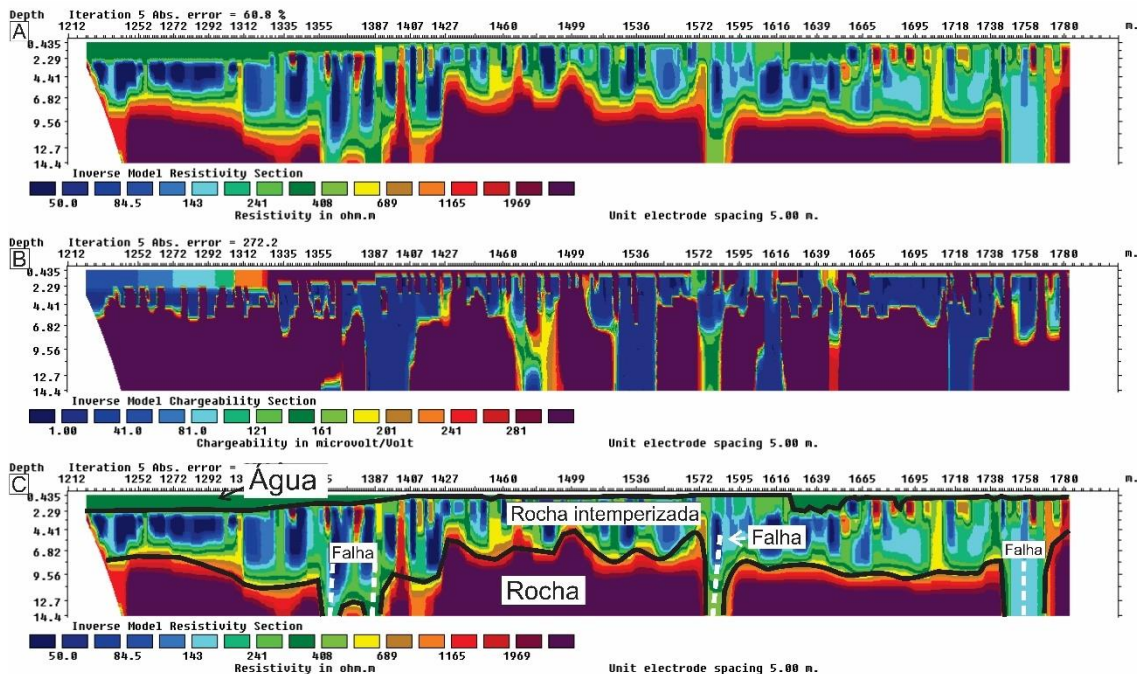 Depth Iteration 5 Abs. error = 60.8 %
A
1212 1252 1292 1312 1335 1355 1387 1407 1427 1460 1499 1536 1572 1595 1616 1639 1665 1695 1718 1758 1780 m.
0.435
2.29
4.41
6.82
9.56
12.7
14.4
Inverse Model Resistivity Section
50.0 84.5 143 241 408 689 1165 1969
Resistivity in ohm.m Unit electrode spacing 5.00 m.
Depth Iteration 5 Abs. error = 272.2
B
1212 1252 1292 1312 1335 1355 1387 1407 1427 1460 1499 1536 1572 1595 1616 1639 1665 1695 1718 1758 1780 m.
0.435
2.29
4.41
6.82
9.56
12.7
14.4
Inverse Model Chargeability Section
1.00 41.0 81.0 121 161 201 241 281
Chargeability in microvolt/Volt Unit electrode spacing 5.00 m.
Depth Iteration 5 Abs. error =
C
1212 1252 1292 1387 1407 1427 1460 1499 1536 1572 1595 1616 1639 1665 1695 1718 1758 1780 m.
Água
0.435
2.29
Rocha intemperizada
4.41
Falha Falha Falha
6.82
9.56
Rocha
12.7
14.4
Inverse Model Resistivity Section
50.0 84.5 143 241 408 689 1165 1969
Resistivity in ohm.m Unit electrode spacing 5.00 m.